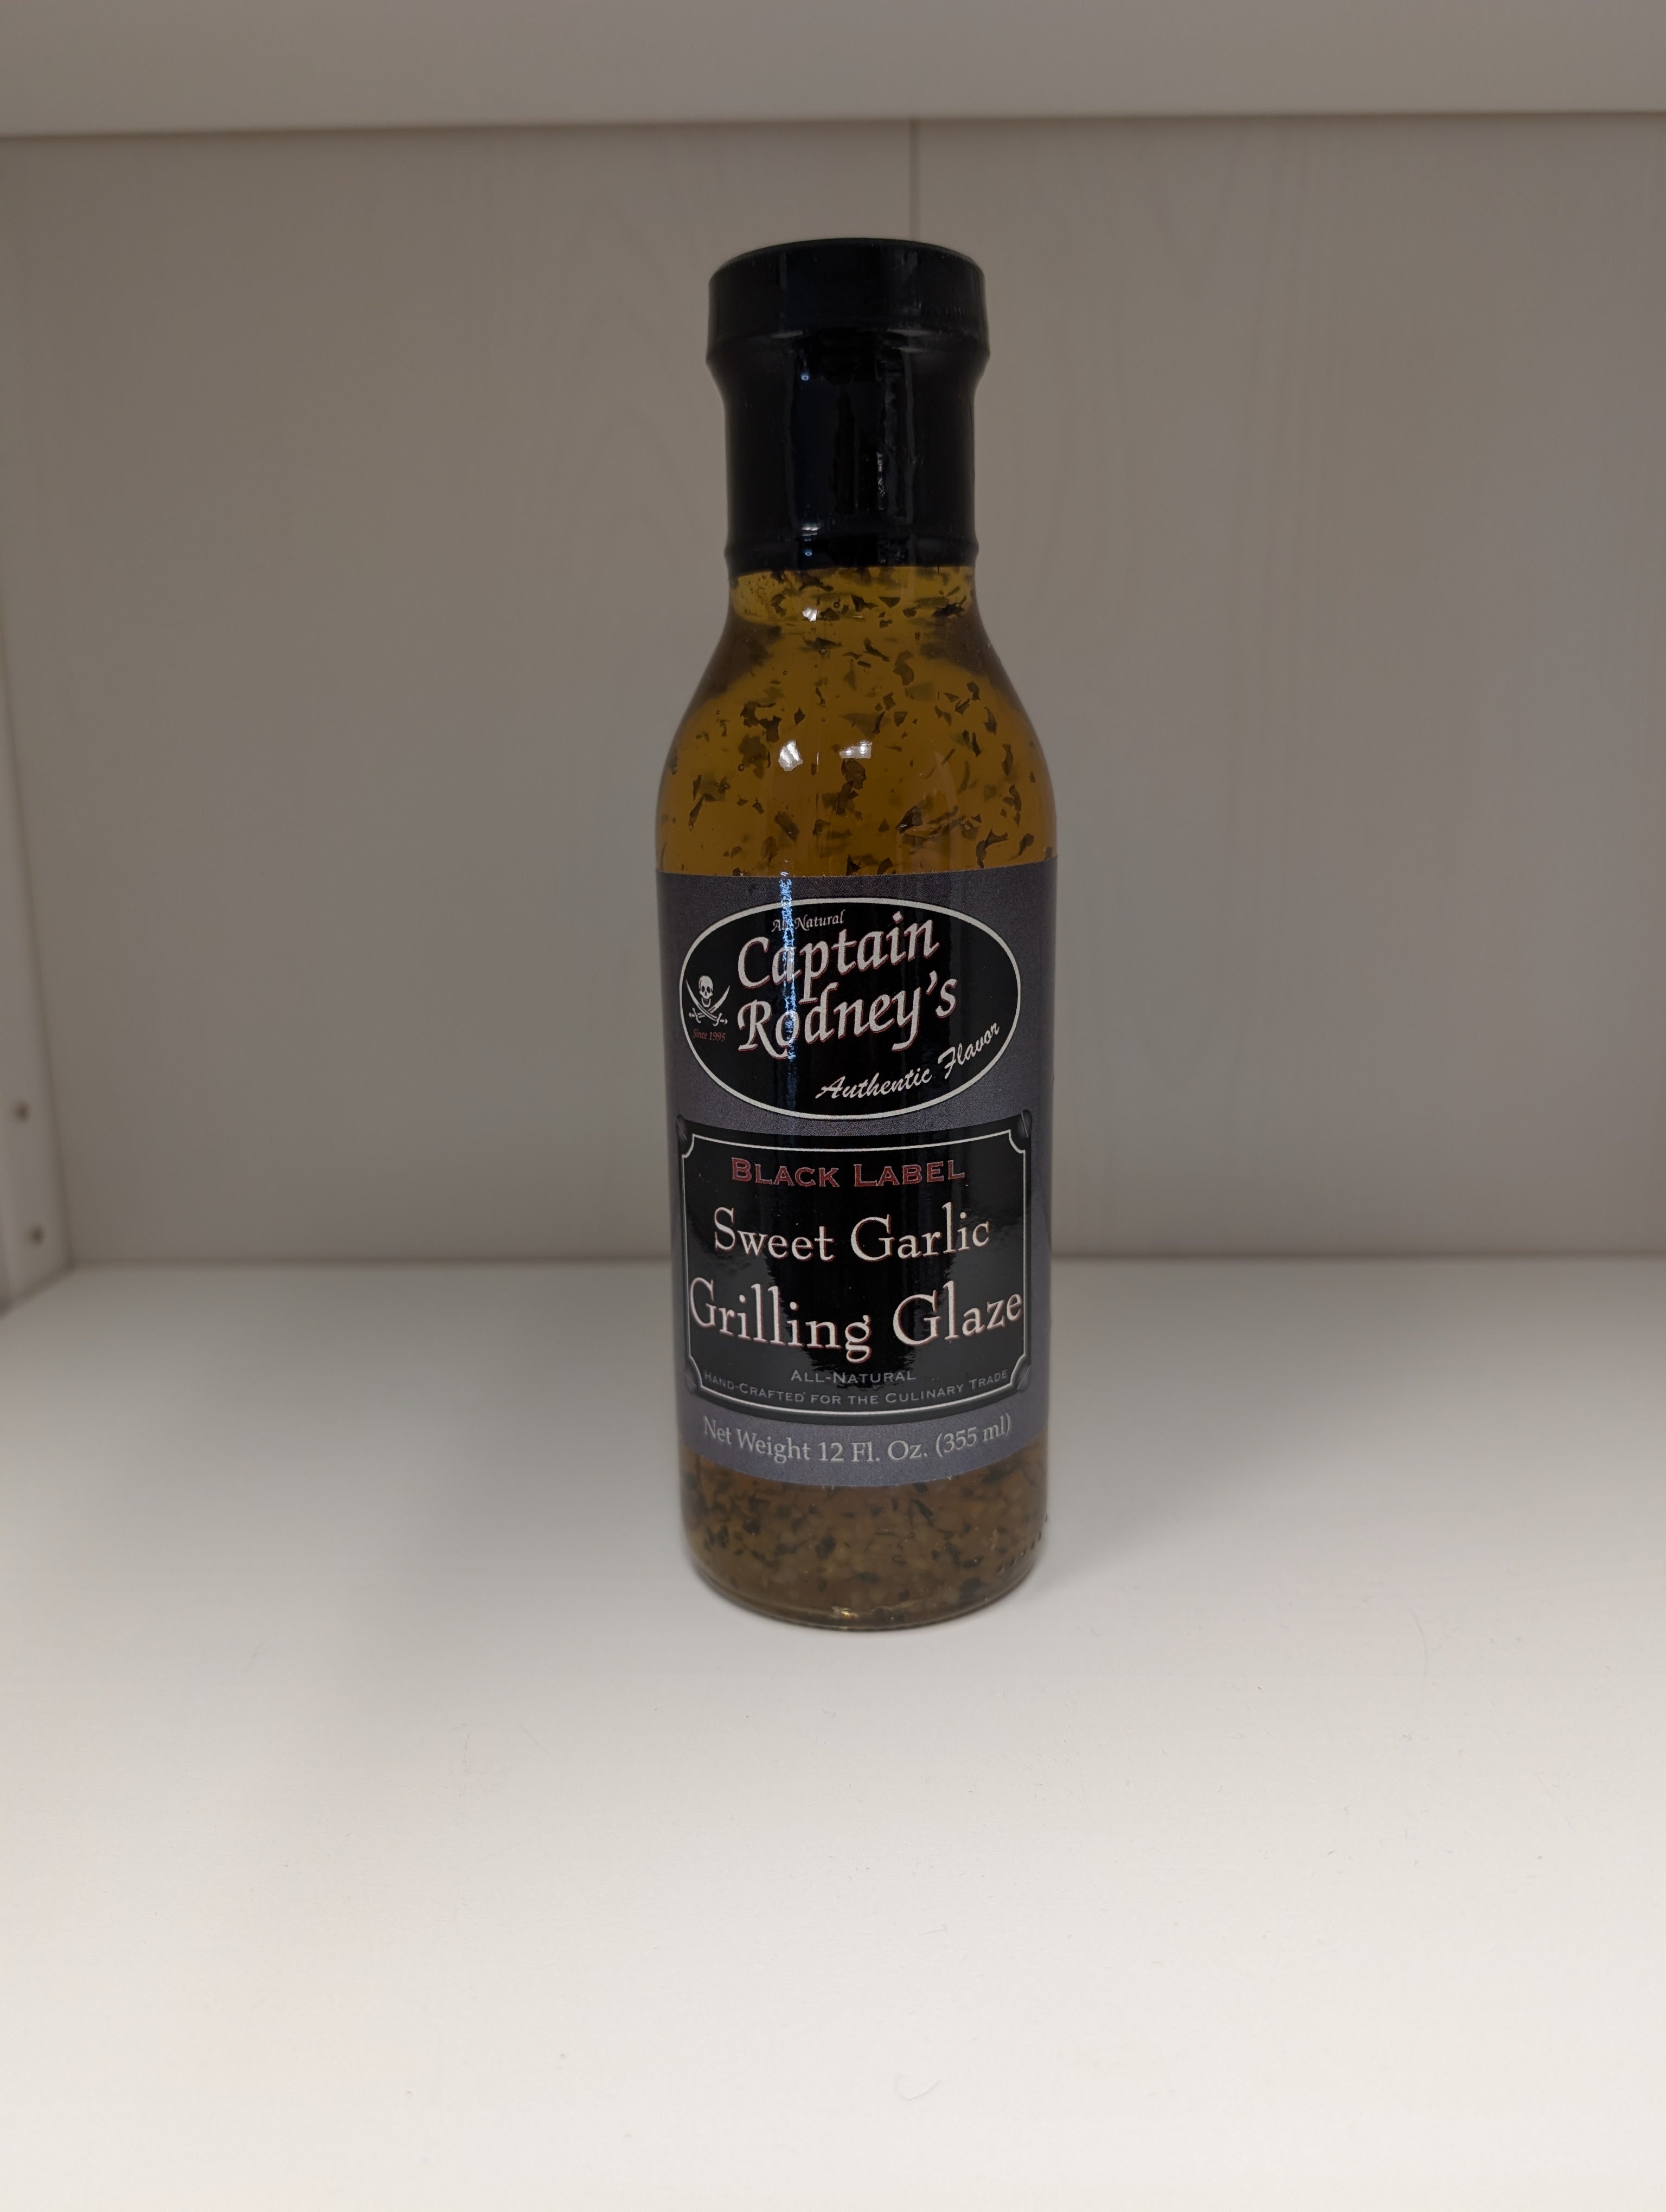 All Natural
Captain
Rodney's
Since 1995
Authentic Flavor
BLACK LABEL
Sweet Garlic
Grilling Glaze
ALL-NATURAL
HAND-CRAFTED FOR THE CULINARY TRADE
Net Weight 12 Fl. Oz. (355 ml)